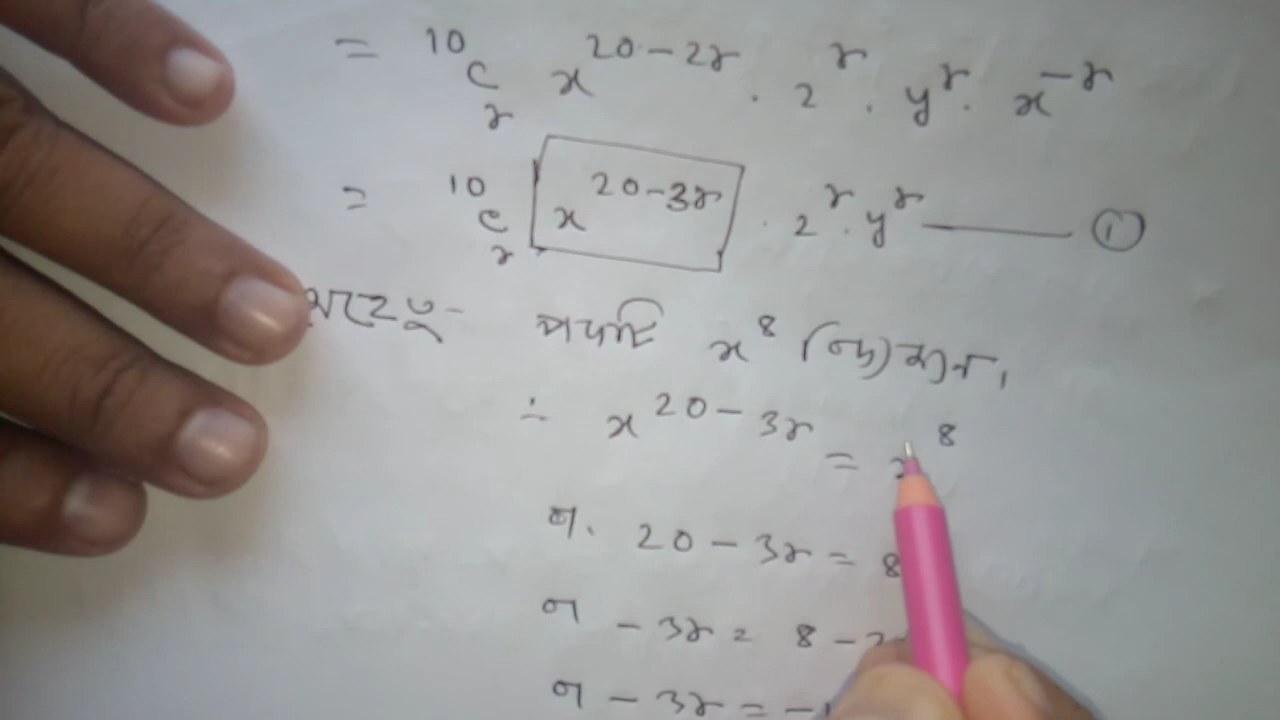 = ¹⁰Cᵣ x²⁰⁻²ʳ . 2ʳ . yʳ . x⁻ʳ
= ¹⁰Cᵣ x²⁰⁻³ʳ . 2ʳ . yʳ —— ①
যেহেতু পদটি x⁸
∴ x²⁰⁻³ʳ = x⁸
বা. 20 - 3r = 8
বা - 3r = 8 -
বা - 3r = -